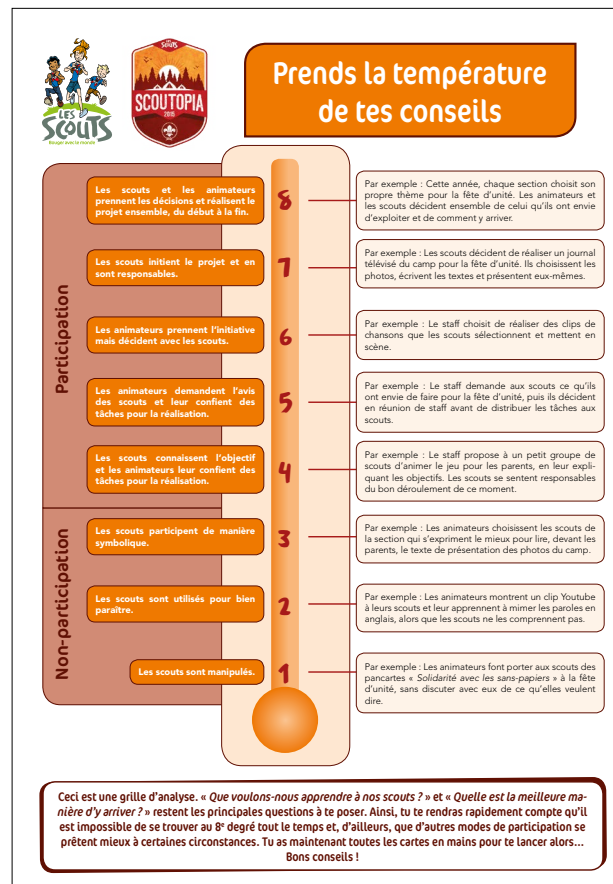 LES
SCOUTS
Bouger avec le monde
LES
SCOUTS
SCOUTOPIA
2015
Prends la température
de tes conseils
Participation
Les scouts et les animateurs
prennent les décisions et réalisent le
projet ensemble, du début à la fin.
8
Par exemple : Cette année, chaque section choisit son
propre thème pour la fête d'unité. Les animateurs et
les scouts décident ensemble de celui qu'ils ont envie
d'exploiter et de comment y arriver.
Les scouts initient le projet et en
sont responsables.
7
Par exemple : Les scouts décident de réaliser un journal
télévisé du camp pour la fête d'unité. Ils choisissent les
photos, écrivent les textes et présentent eux-mêmes.
Les animateurs prennent l'initiative
mais décident avec les scouts.
6
Par exemple : Le staff choisit de réaliser des clips de
chansons que les scouts sélectionnent et mettent en
scène.
Les animateurs demandent l'avis
des scouts et leur confient des
tâches pour la réalisation.
5
Par exemple : Le staff demande aux scouts ce qu'ils
ont envie de faire pour la fête d'unité, puis ils décident
en réunion de staff avant de distribuer les tâches aux
scouts.
Les scouts connaissent l'objectif
et les animateurs leur confient des
tâches pour la réalisation.
4
Par exemple : Le staff propose à un petit groupe de
scouts d'animer le jeu pour les parents, en leur expli-
quant les objectifs. Les scouts se sentent responsables
du bon déroulement de ce moment.
Non-participation
Les scouts participent de manière
symbolique.
3
Par exemple : Les animateurs choisissent les scouts de
la section qui s'expriment le mieux pour lire, devant les
parents, le texte de présentation des photos du camp.
Les scouts sont utilisés pour bien
paraître.
2
Par exemple : Les animateurs montrent un clip Youtube
à leurs scouts et leur apprennent à mimer les paroles en
anglais, alors que les scouts ne les comprennent pas.
Les scouts sont manipulés.
1
Par exemple : Les animateurs font porter aux scouts des
pancartes « Solidarité avec les sans-papiers » à la fête
d'unité, sans discuter avec eux de ce qu'elles veulent
dire.
Ceci est une grille d'analyse. « Que voulons-nous apprendre à nos scouts ? » et « Quelle est la meilleure ma-
nière d'y arriver ? » restent les principales questions à te poser. Ainsi, tu te rendras rapidement compte qu'il
est impossible de se trouver au 8e degré tout le temps et, d'ailleurs, que d'autres modes de participation se
prêtent mieux à certaines circonstances. Tu as maintenant toutes les cartes en mains pour te lancer alors...
Bons conseils !